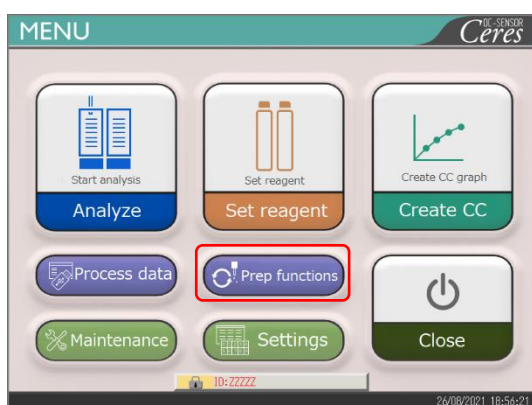 MENU
OC-SENSOR
Ceres
Start analysis
Analyze
Set reagent
Set reagent
Create CC graph
Create CC
Process data
Prep functions
Close
Maintenance
Settings
ID:ZZZZZ
26/08/2021 18:56:21